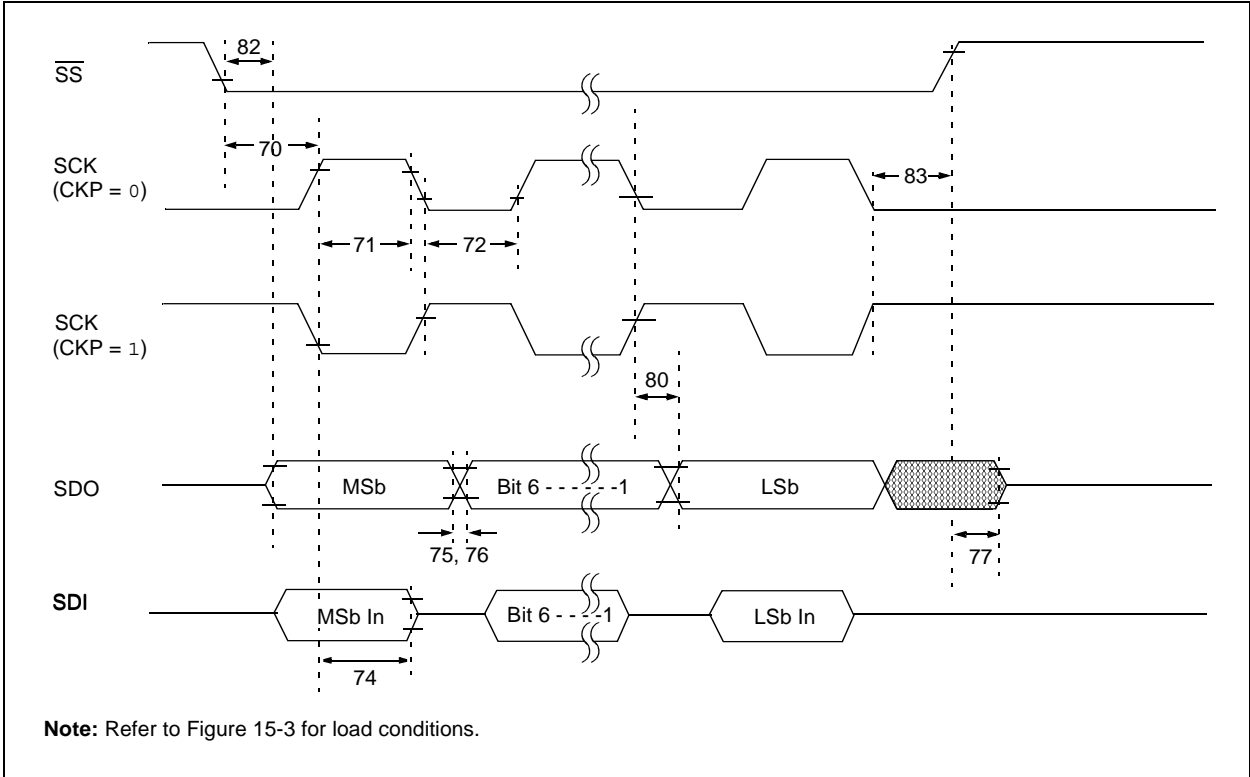 82
SS
70
SCK
(CKP = 0)
83
71
72
SCK
(CKP = 1)
80
SDO
MSb
Bit 6 - - - - - -1
LSb
75, 76
77
SDI
MSb In
Bit 6 - - - -1
LSb In
74
Note: Refer to Figure 15-3 for load conditions.